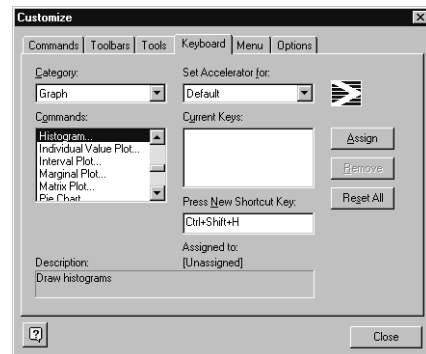 Customize
Commands Toolbars Tools Keyboard Menu Options
Category:
Graph
Set Accelerator for:
Default
Commands:
Histogram...
Individual Value Plot...
Interval Plot...
Marginal Plot...
Matrix Plot...
Pie Chart
Current Keys:
Press New Shortcut Key:
Ctrl+Shift+H
Assigned to:
[Unassigned]
Assign
Remove
Reset All
Description:
Draw histograms
Close